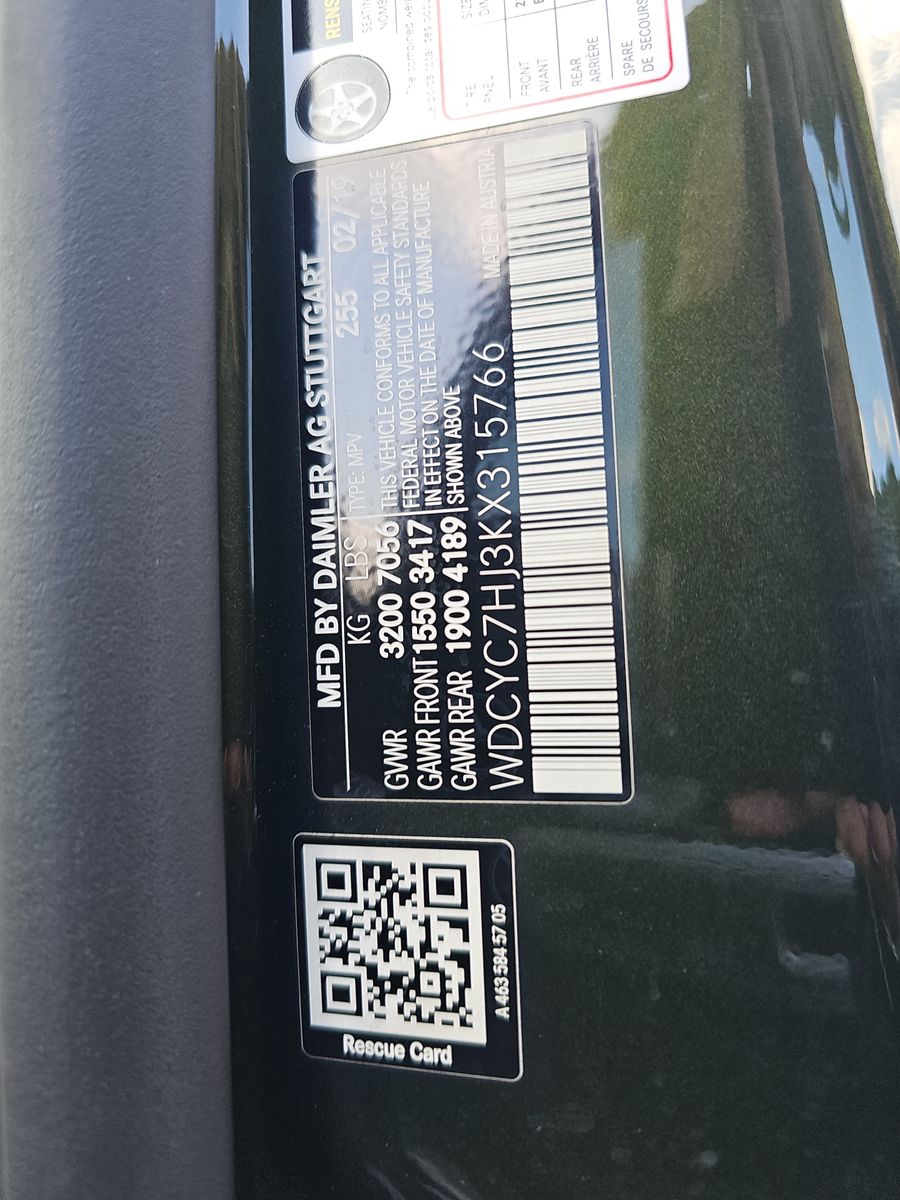 MFD BY DAIMLER AG STUTTGART
KG LBS TYPE: MPV 255 02/19
GVWR 3200 7056 THIS VEHICLE CONFORMS TO ALL APPLICABLE
GAWR FRONT 1550 3417 FEDERAL MOTOR VEHICLE SAFETY STANDARDS
GAWR REAR 1900 4189 IN EFFECT ON THE DATE OF MANUFACTURE
SHOWN ABOVE MADE IN AUSTRIA
WDCYC7HJ3KX315766
Rescue Card
A 463 584 57 05
RENS
The combined
FRONT
AVANT
REAR
ARRIÈRE
SPARE
DE SECOURS